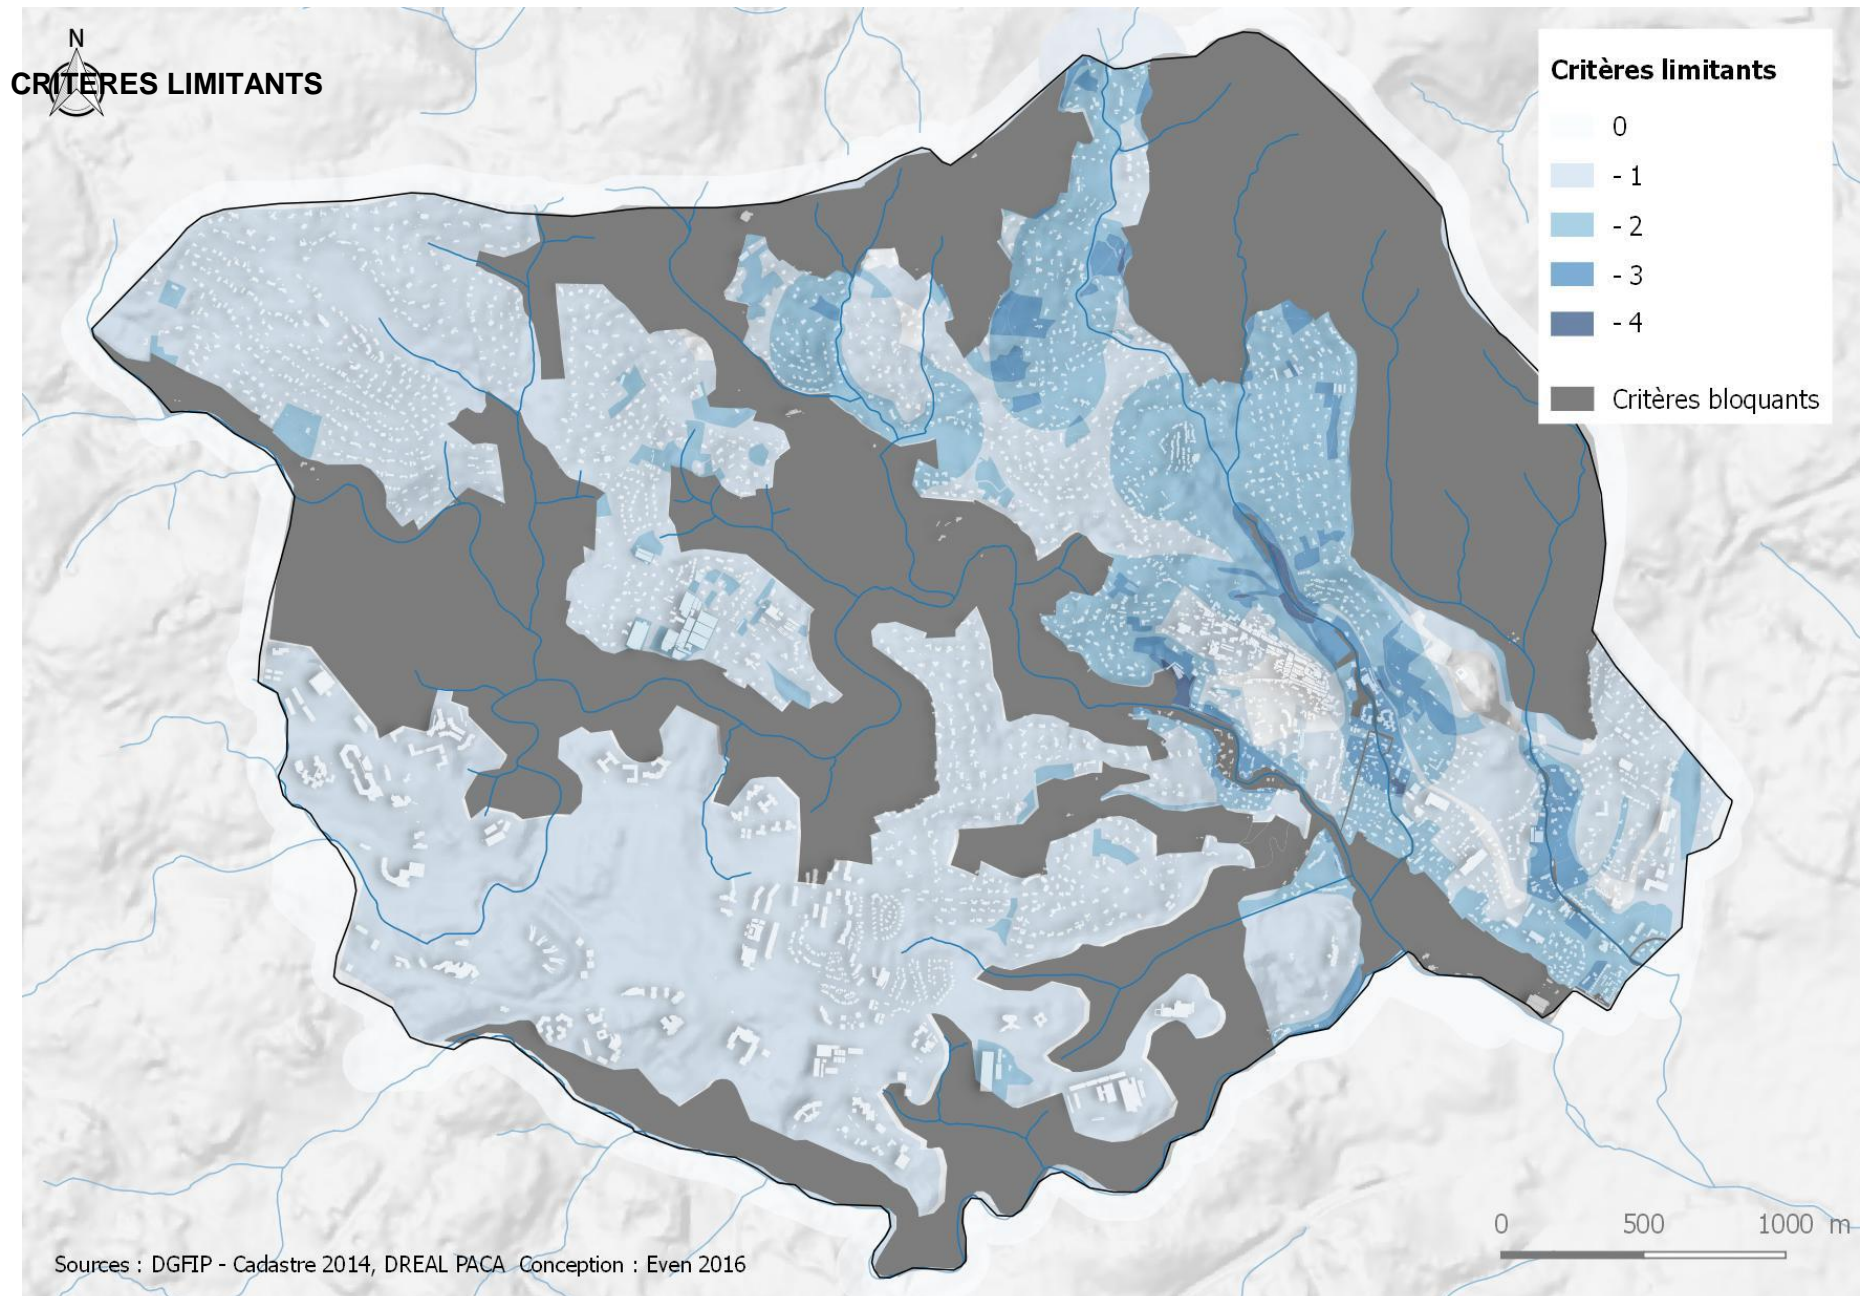 N
CRITERES LIMITANTS
Critères limitants
0
- 1
- 2
- 3
- 4
Critères bloquants
0 500 1000 m
Sources : DGFIP - Cadastre 2014, DREAL PACA Conception : Even 2016